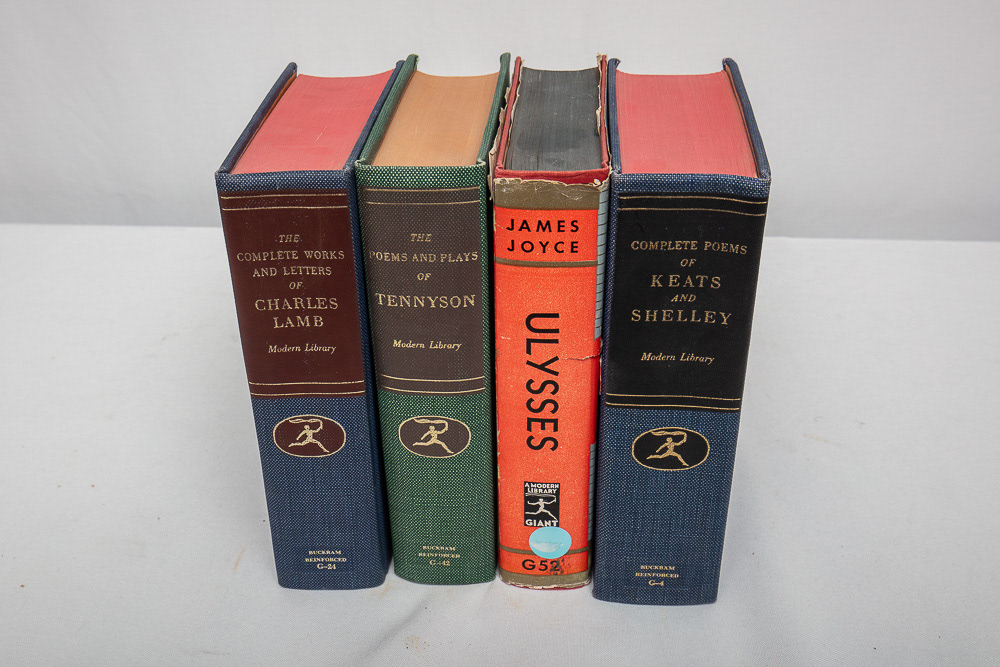 THE
COMPLETE WORKS
AND LETTERS
OF
CHARLES
LAMB
Modern Library
BUCKRAM
REINFORCED
G-24
THE
POEMS AND PLAYS
OF
TENNYSON
Modern Library
BUCKRAM
REINFORCED
G-42
JAMES
JOYCE
ULYSSES
A MODERN
LIBRARY
GIANT
G52
COMPLETE POEMS
OF
KEATS
AND
SHELLEY
Modern Library
BUCKRAM
REINFORCED
G-4